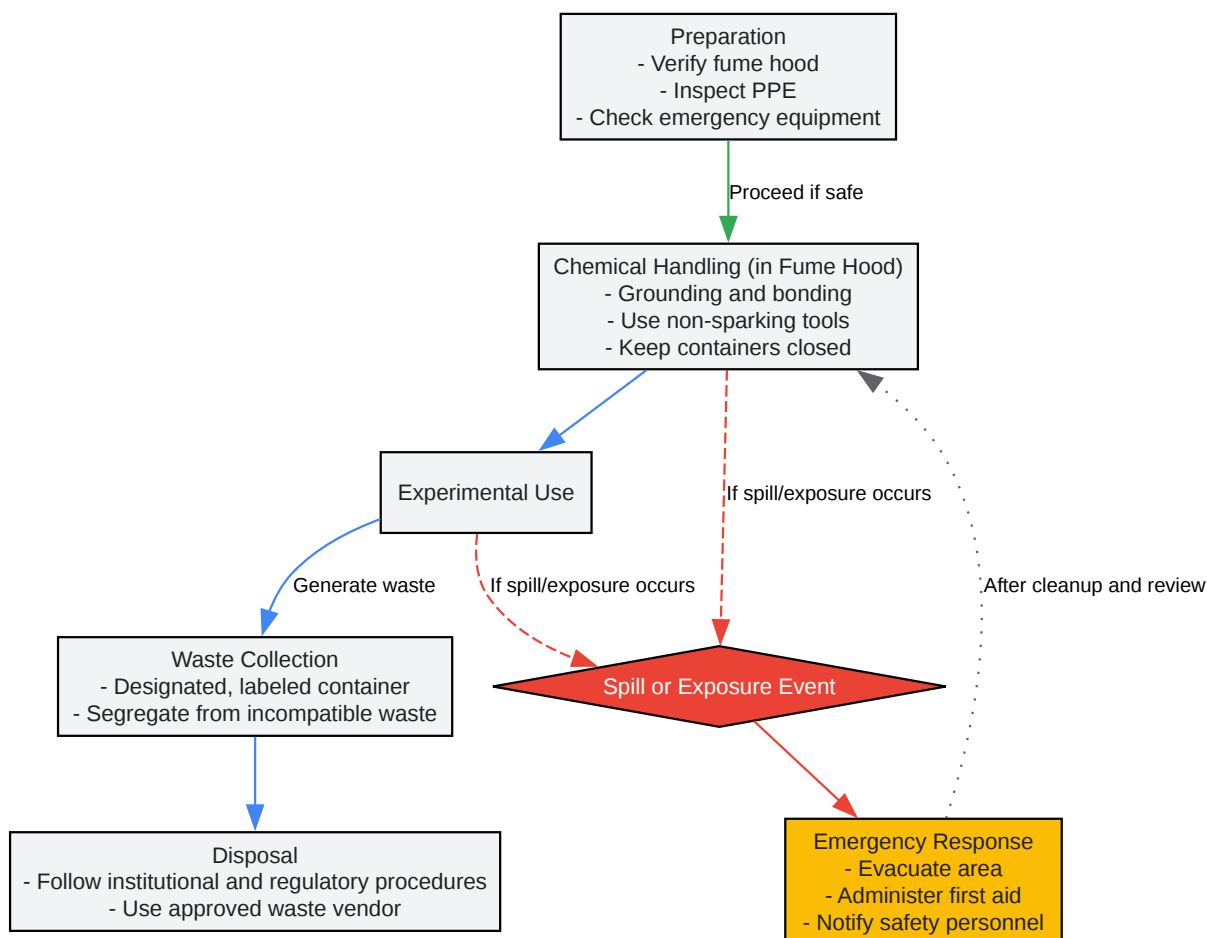 Preparation
- Verify fume hood
- Inspect PPE
- Check emergency equipment
Proceed if safe
Chemical Handling (in Fume Hood)
- Grounding and bonding
- Use non-sparking tools
- Keep containers closed
Experimental Use
If spill/exposure occurs
Generate waste
If spill/exposure occurs
After cleanup and review
Waste Collection
- Designated, labeled container
- Segregate from incompatible waste
Spill or Exposure Event
Disposal
- Follow institutional and regulatory procedures
- Use approved waste vendor
Emergency Response
- Evacuate area
- Administer first aid
- Notify safety personnel